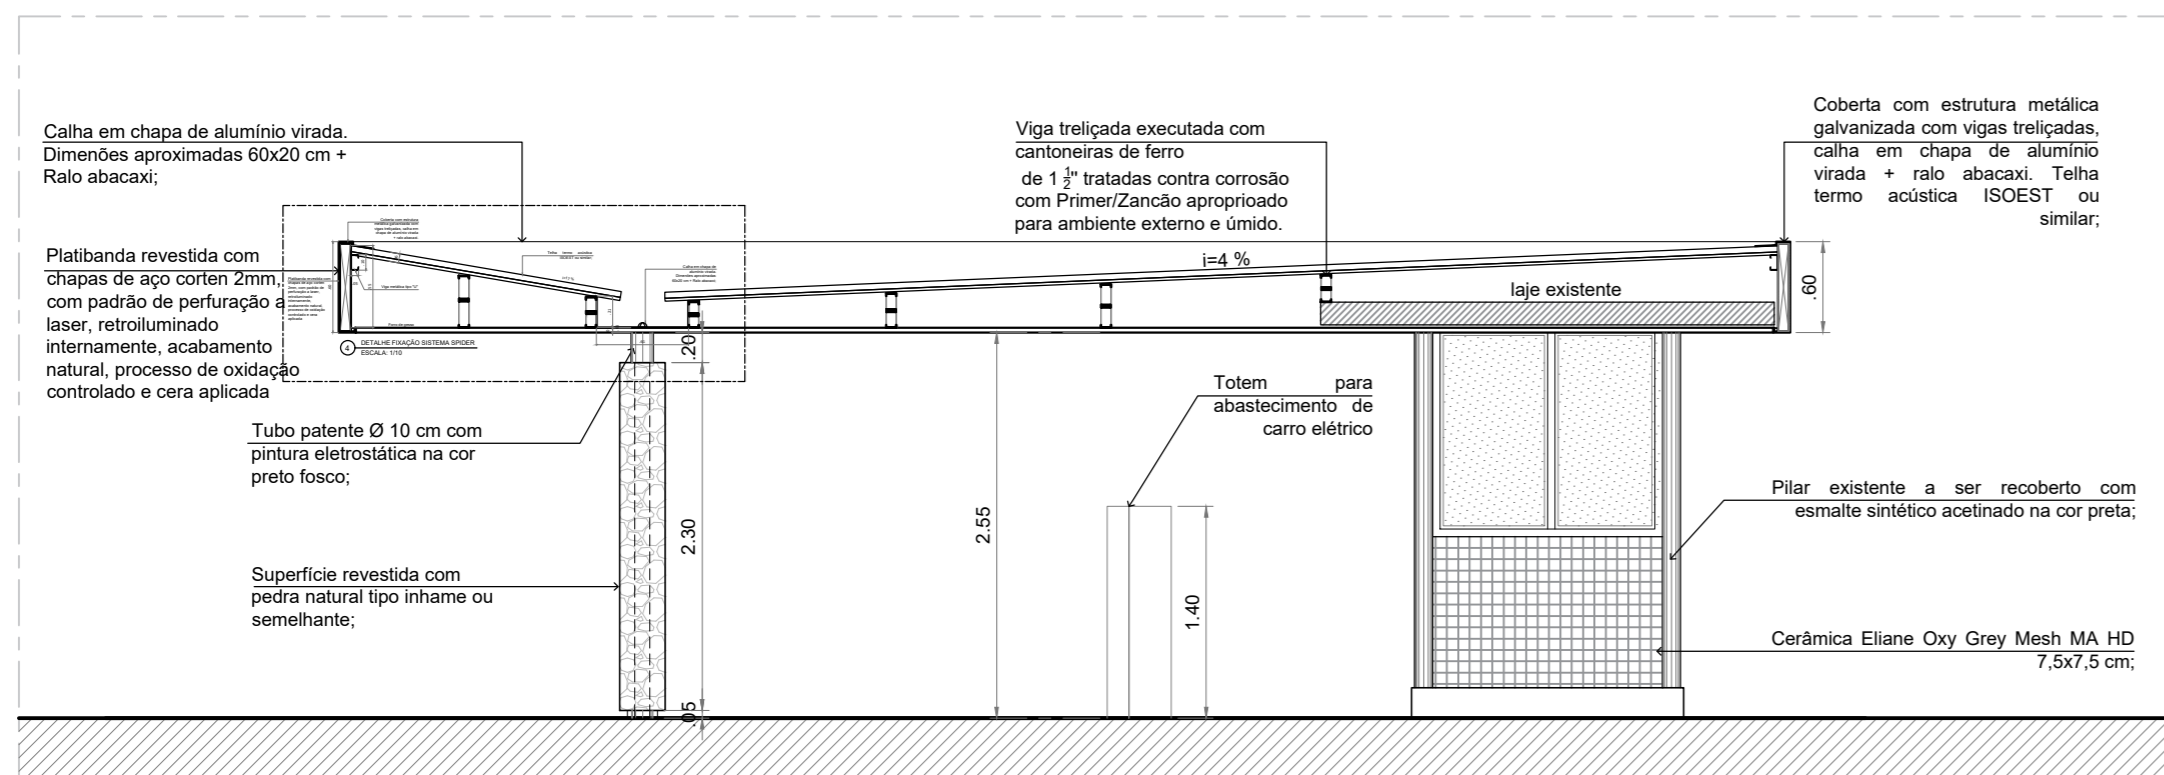 Calha em chapa de alumínio virada.
Dimenões aproximadas 60x20 cm +
Ralo abacaxi;
Viga treliçada executada com
cantoneiras de ferro
de 1 1/2" tratadas contra corrosão
com Primer/Zancão aproprioado
para ambiente externo e úmido.
Coberta com estrutura metálica
galvanizada com vigas treliçadas,
calha em chapa de alumínio
virada + ralo abacaxi. Telha
termo acústica ISOEST ou
similar;
Platibanda revestida com
chapas de aço corten 2mm,
com padrão de perfuração a
laser, retroiluminado
internamente, acabamento
natural, processo de oxidação
controlado e cera aplicada
i=4 %
laje existente
.60
4
DETALHE FIXAÇÃO SISTEMA SPIDER
ESCALA: 1/10
.20
Tubo patente Ø 10 cm com
pintura eletrostática na cor
preto fosco;
Totem para
abastecimento de
carro elétrico
2.30
2.55
1.40
Pilar existente a ser recoberto com
esmalte sintético acetinado na cor preta;
Superfície revestida com
pedra natural tipo inhame ou
semelhante;
Cerâmica Eliane Oxy Grey Mesh MA HD
7,5x7,5 cm;
.05